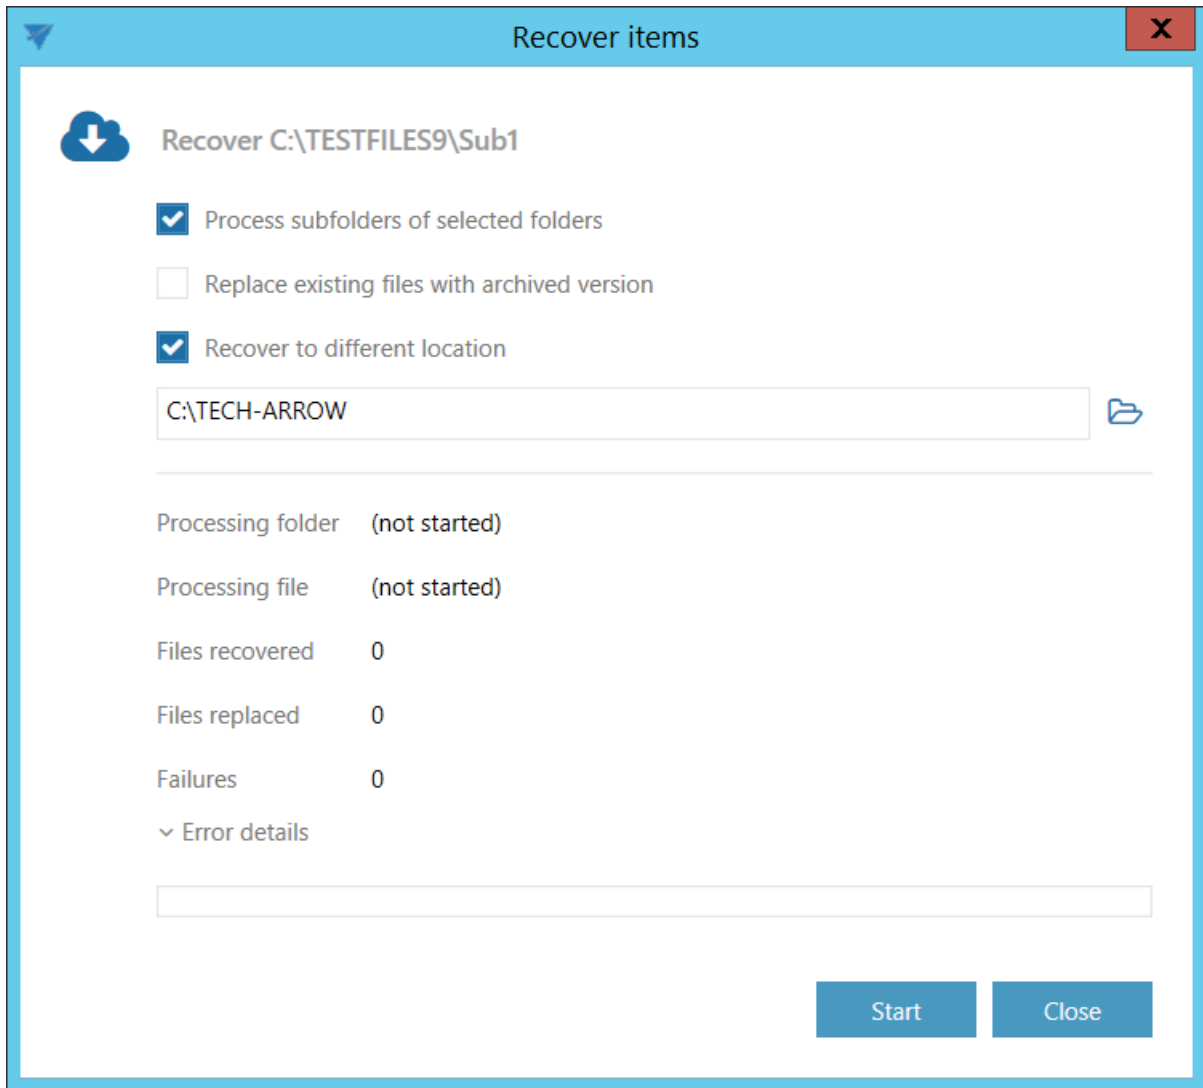 Recover items
X
Recover C:\TESTFILES9\Sub1
Process subfolders of selected folders
Replace existing files with archived version
Recover to different location
C:\TECH-ARROW
Processing folder (not started)
Processing file (not started)
Files recovered 0
Files replaced 0
Failures 0
Error details
Start Close